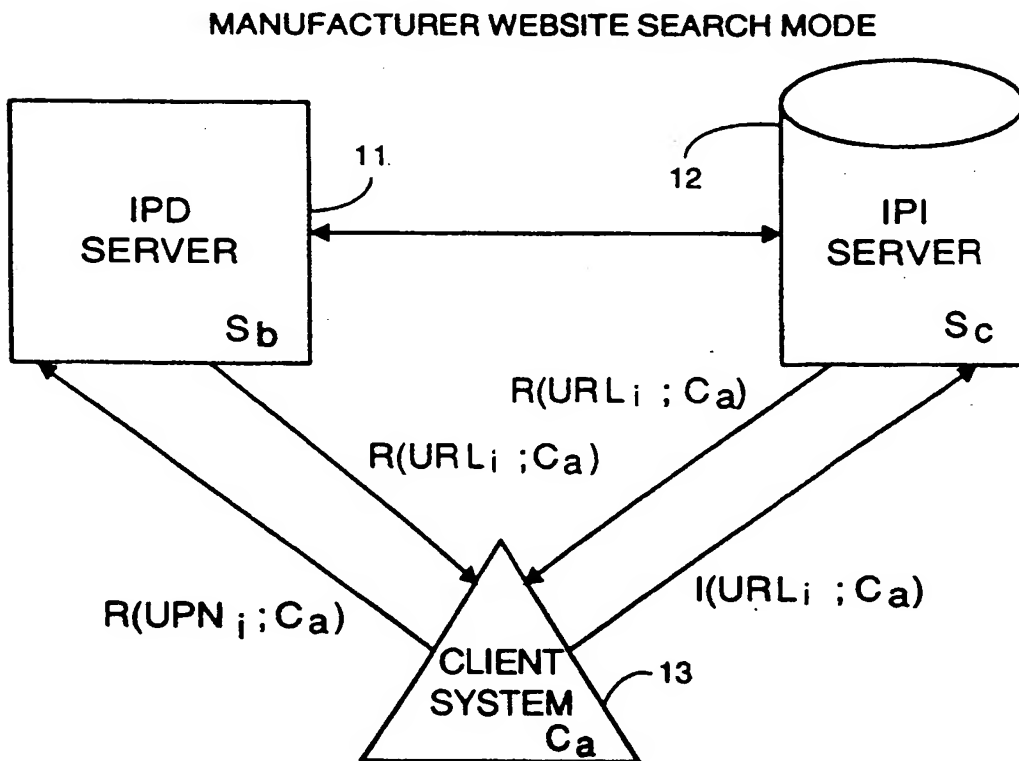 MANUFACTURER WEBSITE SEARCH MODE
11
12
IPD
SERVER
Sb
IPI
SERVER
Sc
R(URLi ;Ca)
R(URLi ;Ca)
R(UPNi ;Ca)
I(URLi ;Ca)
CLIENT
SYSTEM
Ca
13